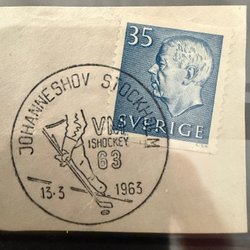 35
SVERIGE
JOHANNESHOV STOCKHOLM
VM
ISHOCKEY
63
13·3 1963